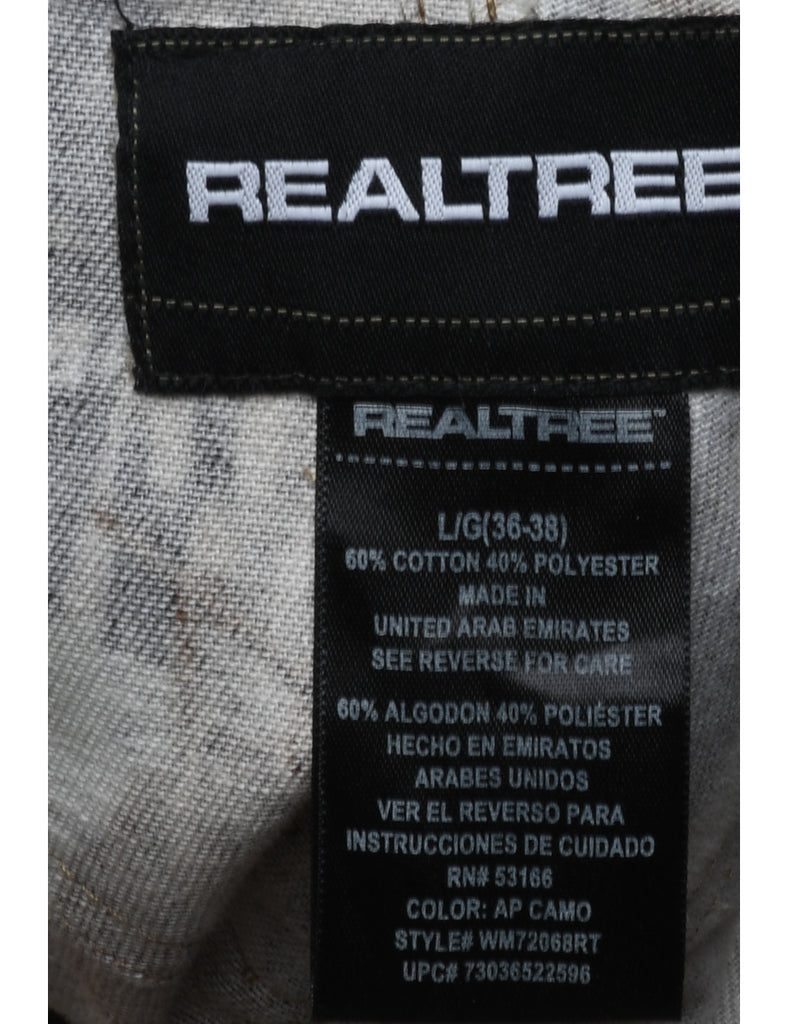 REALTREE
REALTREE™
L/G(36-38)
60% COTTON 40% POLYESTER
MADE IN
UNITED ARAB EMIRATES
SEE REVERSE FOR CARE
60% ALGODON 40% POLIÉSTER
HECHO EN EMIRATOS
ARABES UNIDOS
VER EL REVERSO PARA
INSTRUCCIONES DE CUIDADO
RN# 53166
COLOR: AP CAMO
STYLE# WM72068RT
UPC# 73036522596